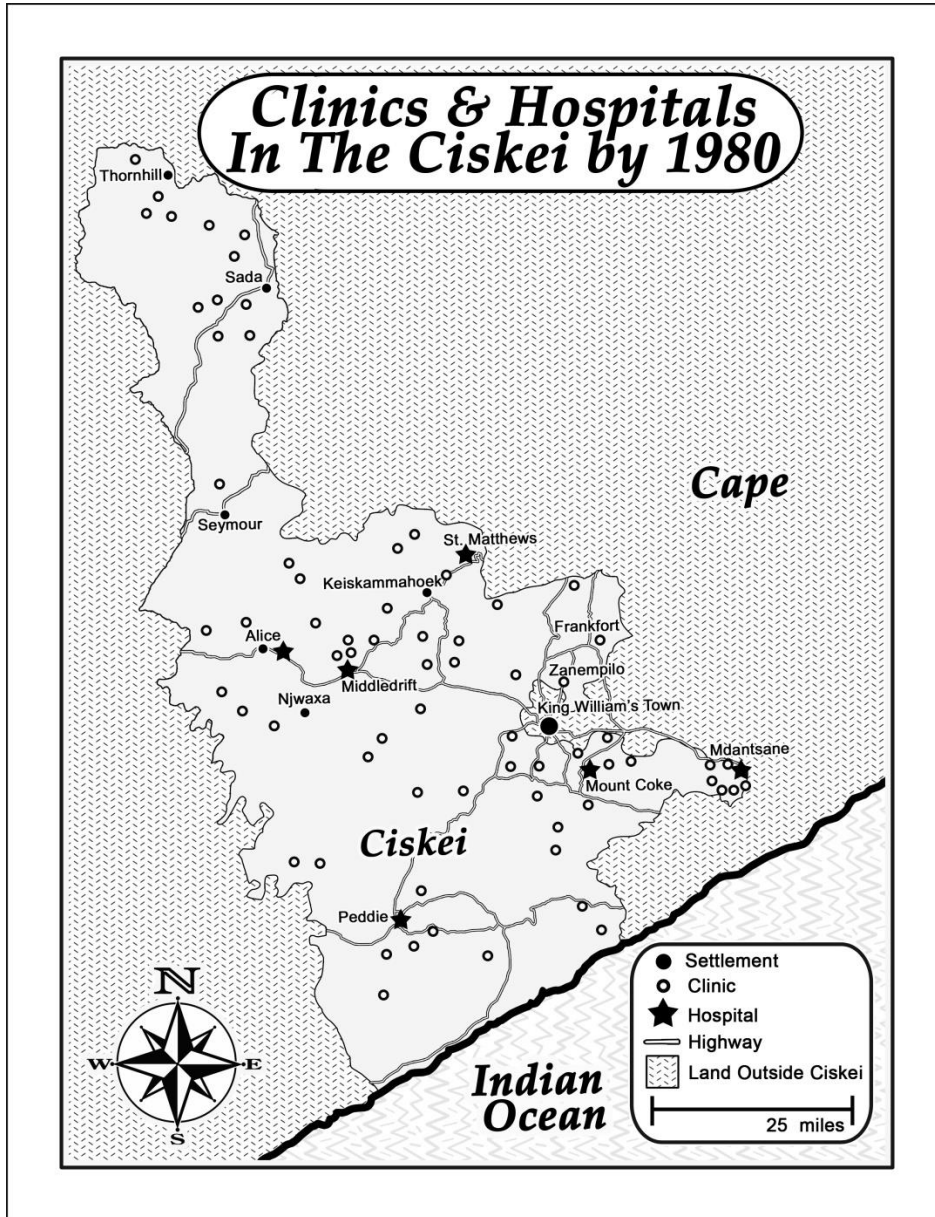 Clinics & Hospitals
In The Ciskei by 1980
Thornhill
Sada
Cape
Seymour
St. Matthews
Keiskammahoek
Frankfort
Alice
Zanempilo
Middledrift
Njwaxa
King William's Town
Mdantsane
Mount Coke
Ciskei
Peddie
N
W
E
S
Indian
Ocean
Settlement
Clinic
Hospital
Highway
Land Outside Ciskei
25 miles